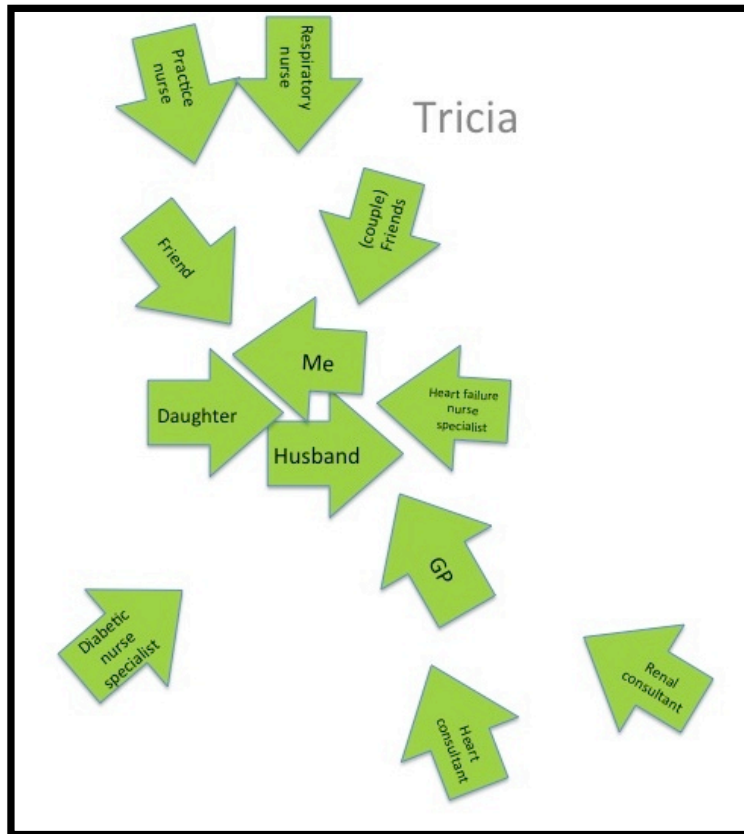 Practice
nurse
Respiratory
nurse
Tricia
(couple)
Friends
Friend
Me
Daughter
Husband
Heart failure
nurse
specialist
GP
Diabetic
nurse
specialist
Renal
consultant
Heart
consultant